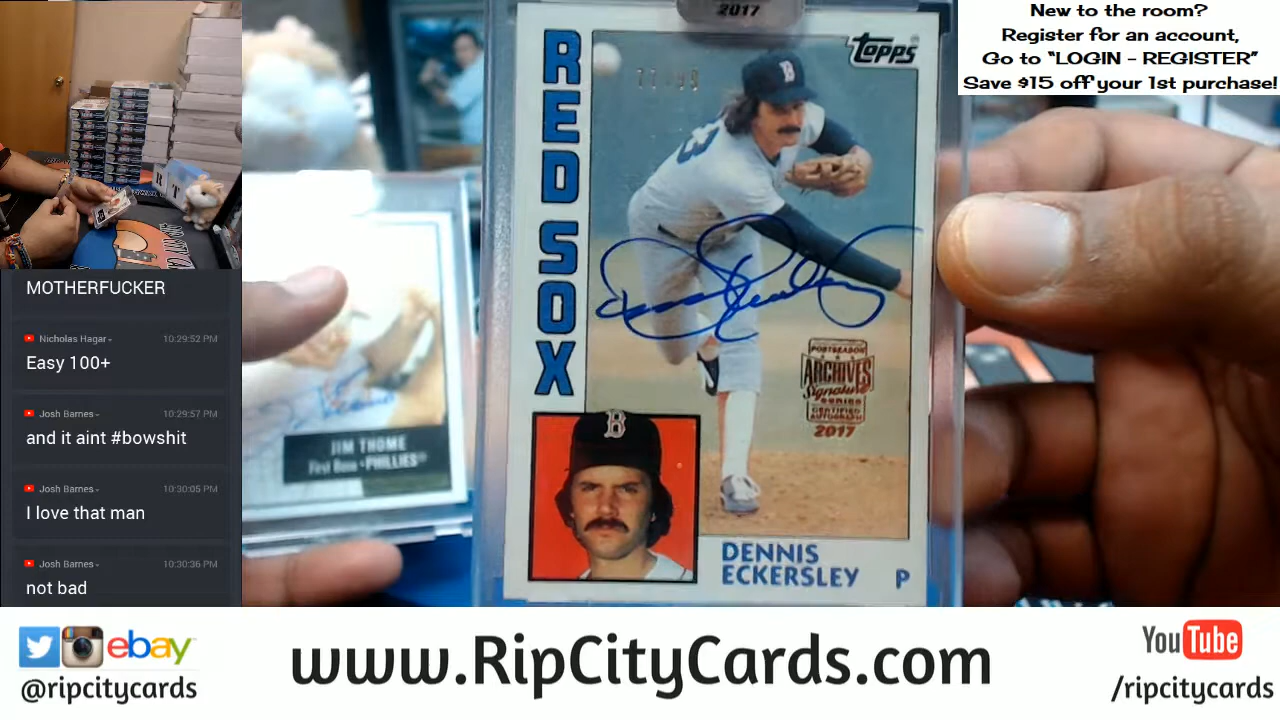 New to the room?
Register for an account,
Go to “LOGIN - REGISTER”
Save $15 off your 1st purchase!
2017
Topps
RED SOX
B
B
POSTSEASON
ARCHIVES
Signature
SERIES
CERTIFIED
AUTOGRAPH
2017
DENNIS
ECKERSLEY P
JIM THOME
First Base • PHILLIES
MOTHERFUCKER
Nicholas Hagar 10:29:52 PM
Easy 100+
Josh Barnes 10:29:57 PM
and it aint #bowshit
Josh Barnes 10:30:05 PM
I love that man
Josh Barnes 10:30:36 PM
not bad
ebay
@ripcitycards
www.RipCityCards.com
YouTube
/ripcitycards